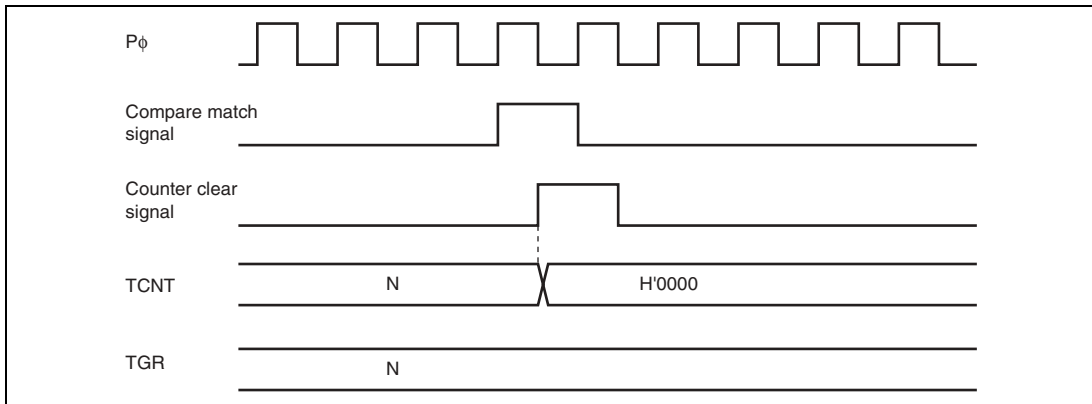 Pϕ
Compare match
signal
Counter clear
signal
TCNT
N
H'0000
TGR
N